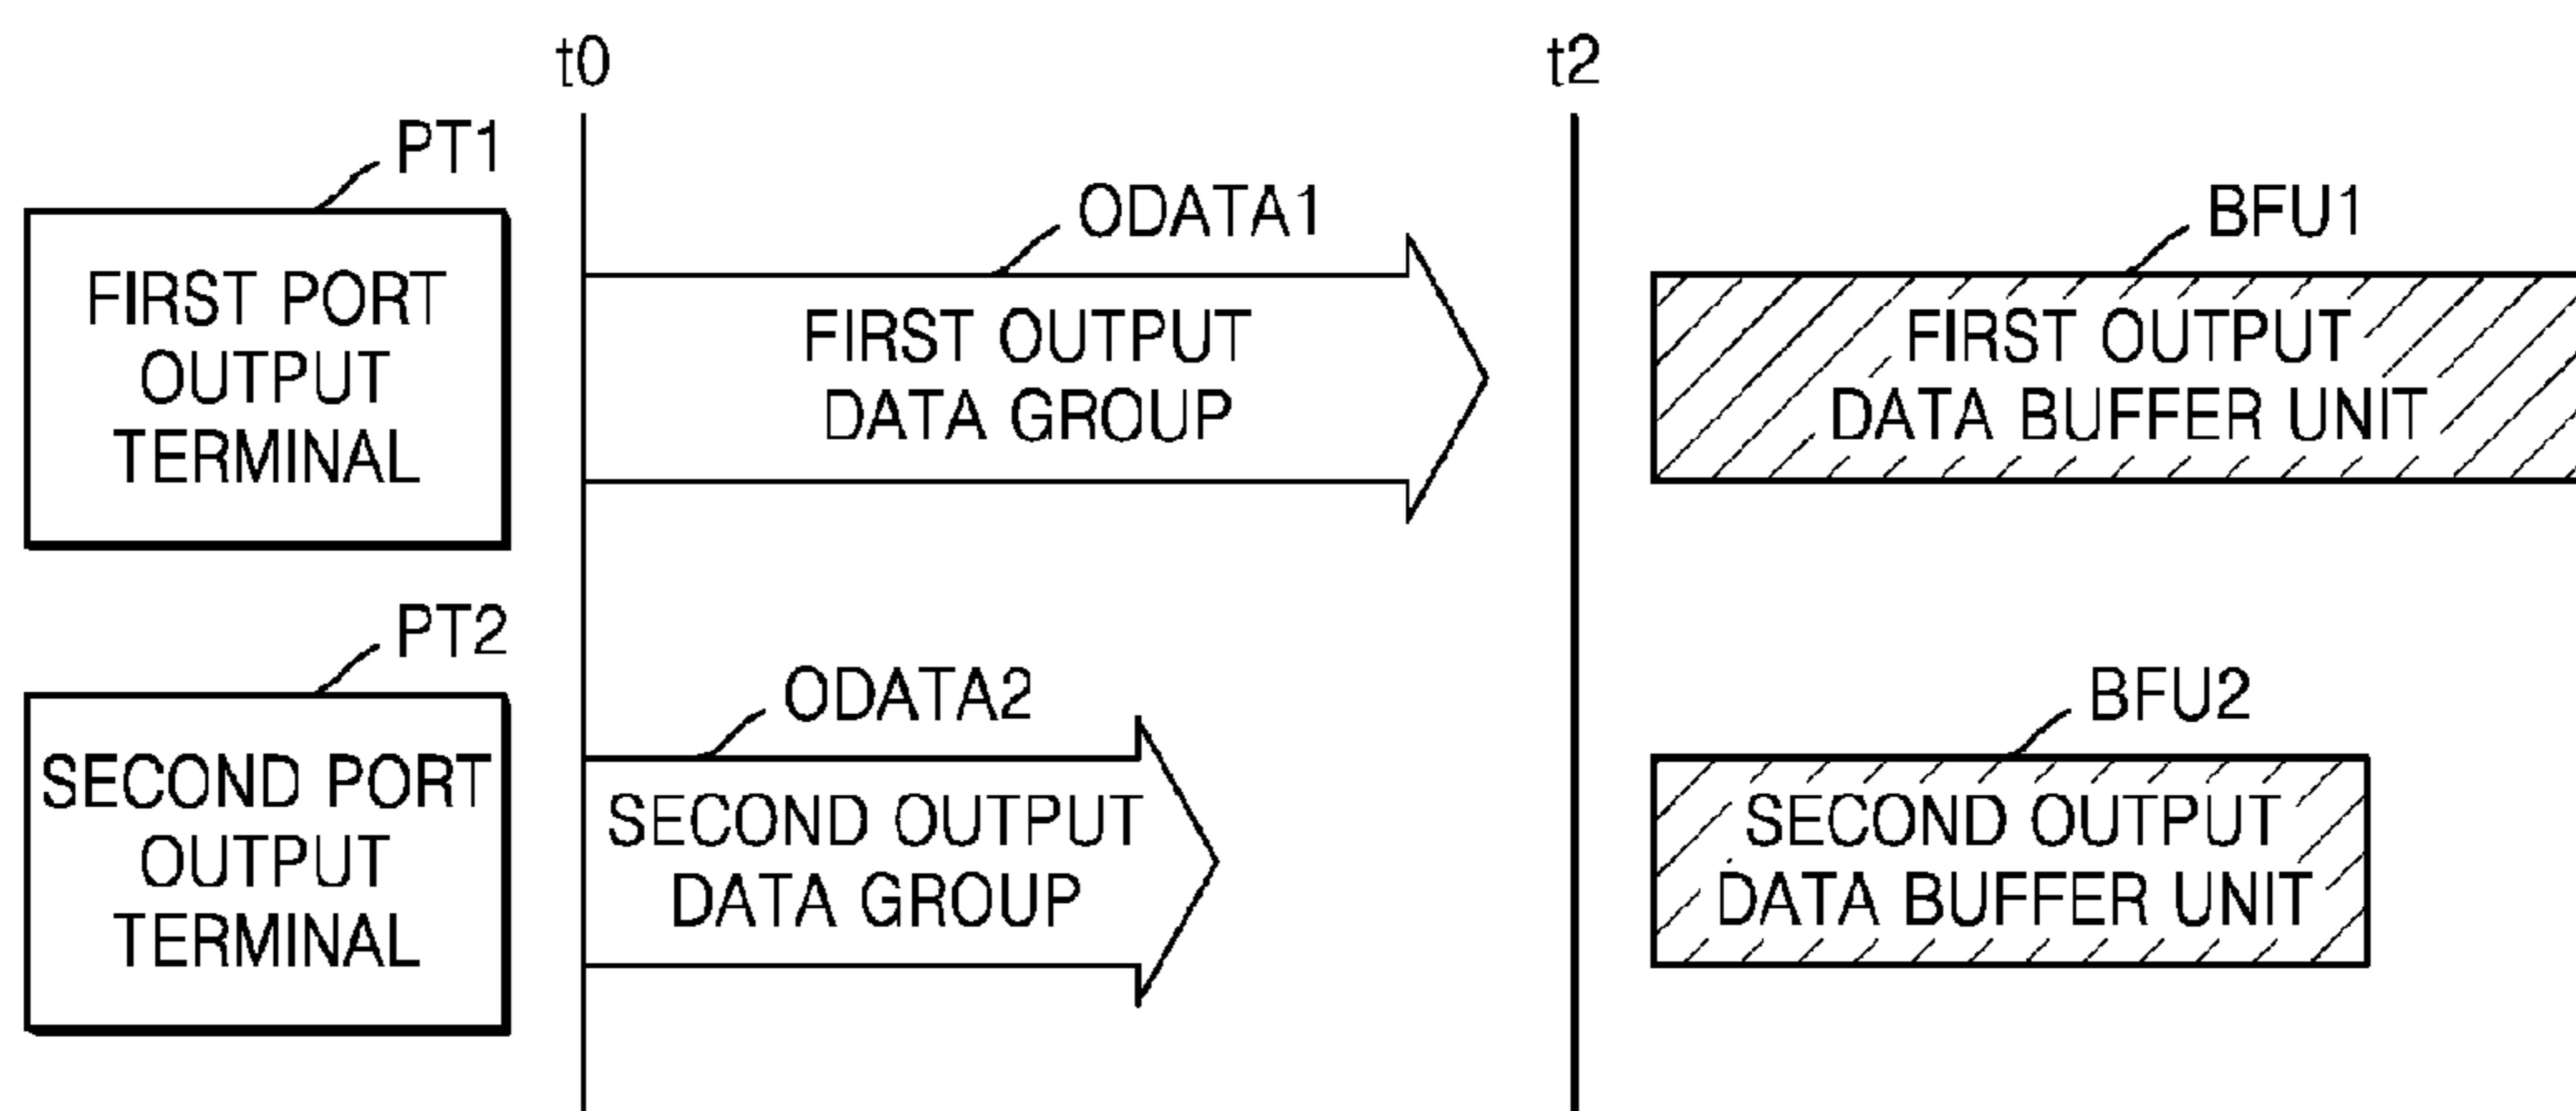 t0
t2
PT1
FIRST PORT
OUTPUT
TERMINAL
ODATA1
FIRST OUTPUT
DATA GROUP
BFU1
FIRST OUTPUT
DATA BUFFER UNIT
PT2
SECOND PORT
OUTPUT
TERMINAL
ODATA2
SECOND OUTPUT
DATA GROUP
BFU2
SECOND OUTPUT
DATA BUFFER UNIT